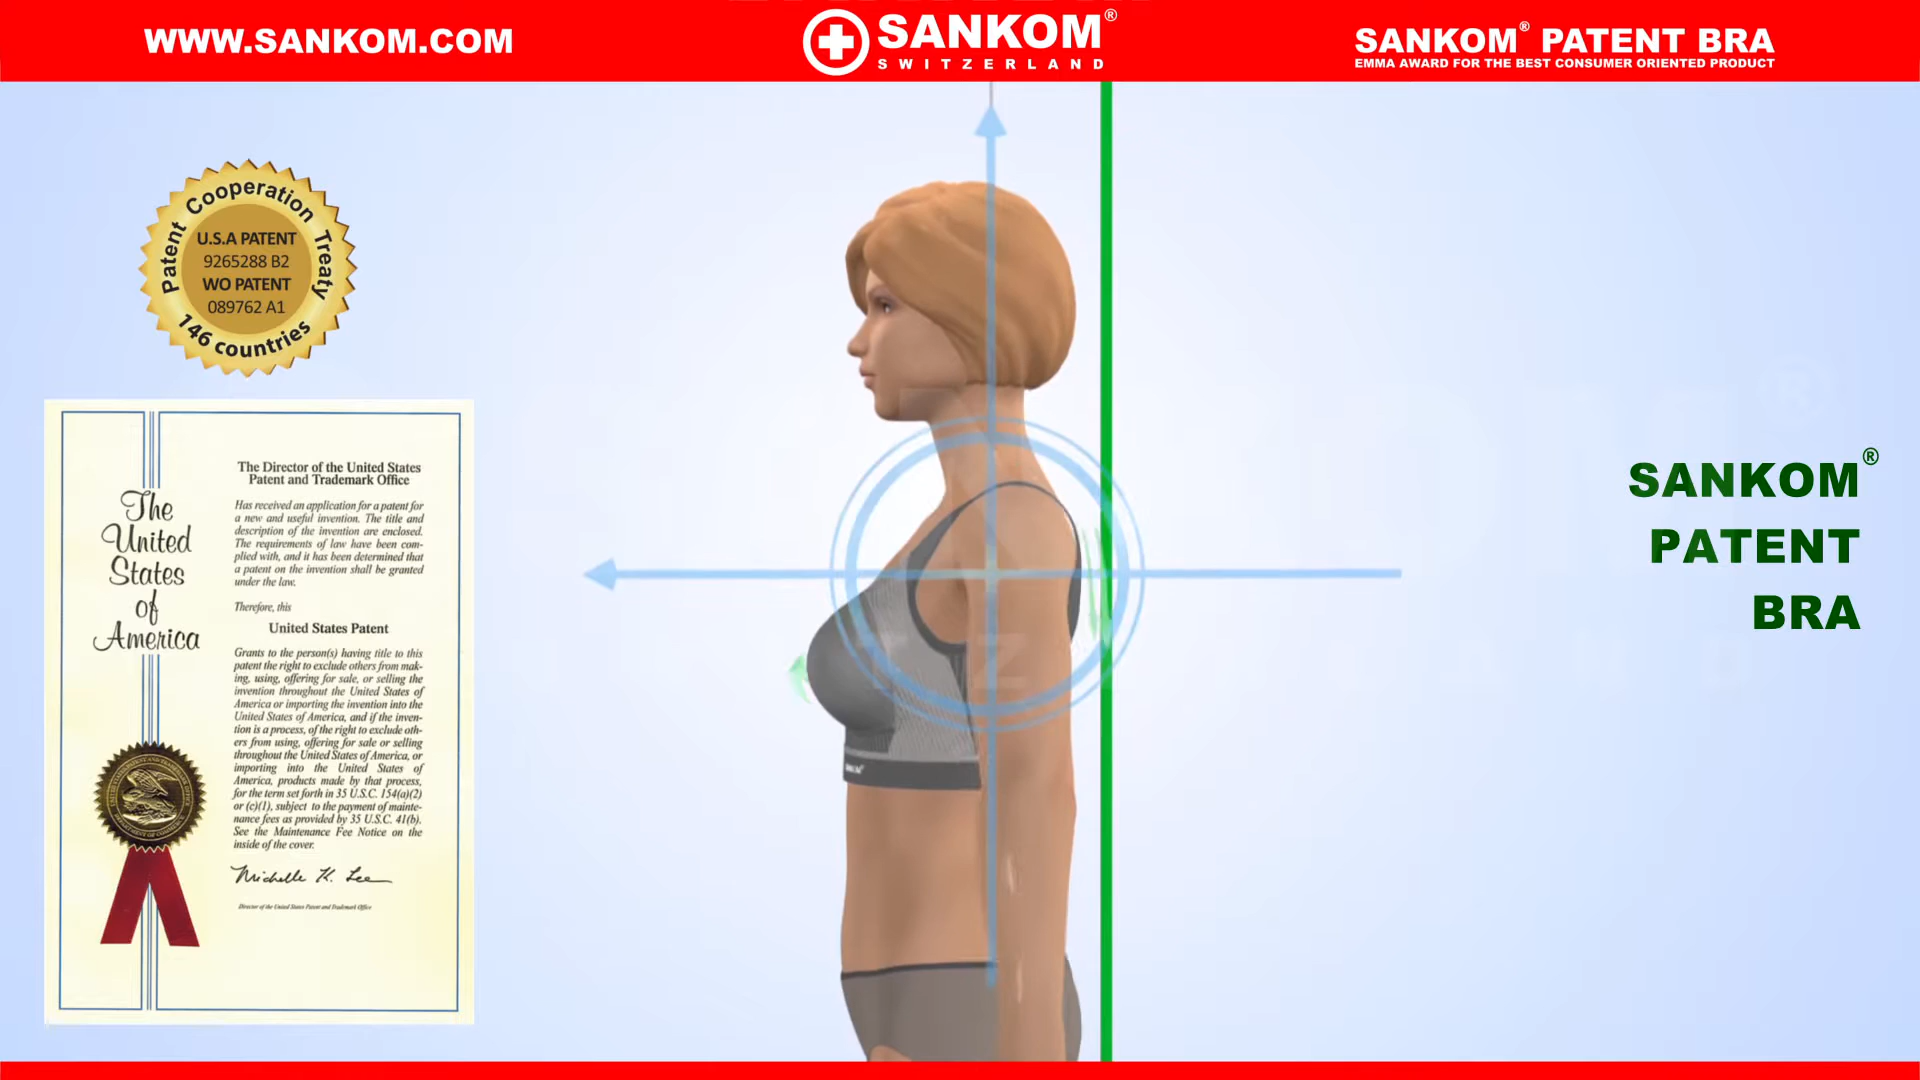 WWW.SANKOM.COM
SANKOM®
SWITZERLAND
SANKOM® PATENT BRA
EMMA AWARD FOR THE BEST CONSUMER ORIENTED PRODUCT
Patent Cooperation Treaty
U.S.A PATENT
9265288 B2
WO PATENT
089762 A1
146 countries
The
United
States
of
America
The Director of the United States
Patent and Trademark Office
Has received an application for a patent for
a new and useful invention. The title and
description of the invention are enclosed.
The requirements of law have been com-
plied with, and it has been determined that
a patent on the invention shall be granted
under the law.
Therefore, this
United States Patent
Grants to the person(s) having title to this
patent the right to exclude others from mak-
ing, using, offering for sale, or selling the
invention throughout the United States of
America or importing the invention into the
United States of America, and if the inven-
tion is a process, of the right to exclude oth-
ers from using, offering for sale or selling
throughout the United States of America, or
importing into the United States of
America, products made by that process,
for the term set forth in 35 U.S.C. 154(a)(2)
or (c)(1), subject to the payment of mainte-
nance fees as provided by 35 U.S.C. 41(b).
See the Maintenance Fee Notice on the
inside of the cover.
Michelle K. Lee
Director of the United States Patent and Trademark Office
SANKOM®
PATENT
BRA